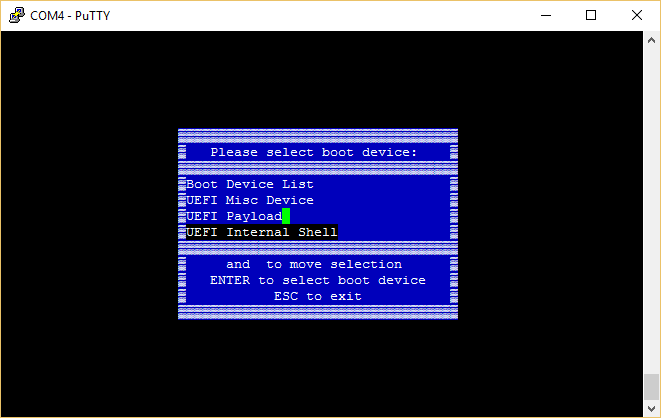 COM4 - PuTTY
Please select boot device:
Boot Device List
UEFI Misc Device
UEFI Payload
UEFI Internal Shell
and  to move selection
ENTER to select boot device
ESC to exit